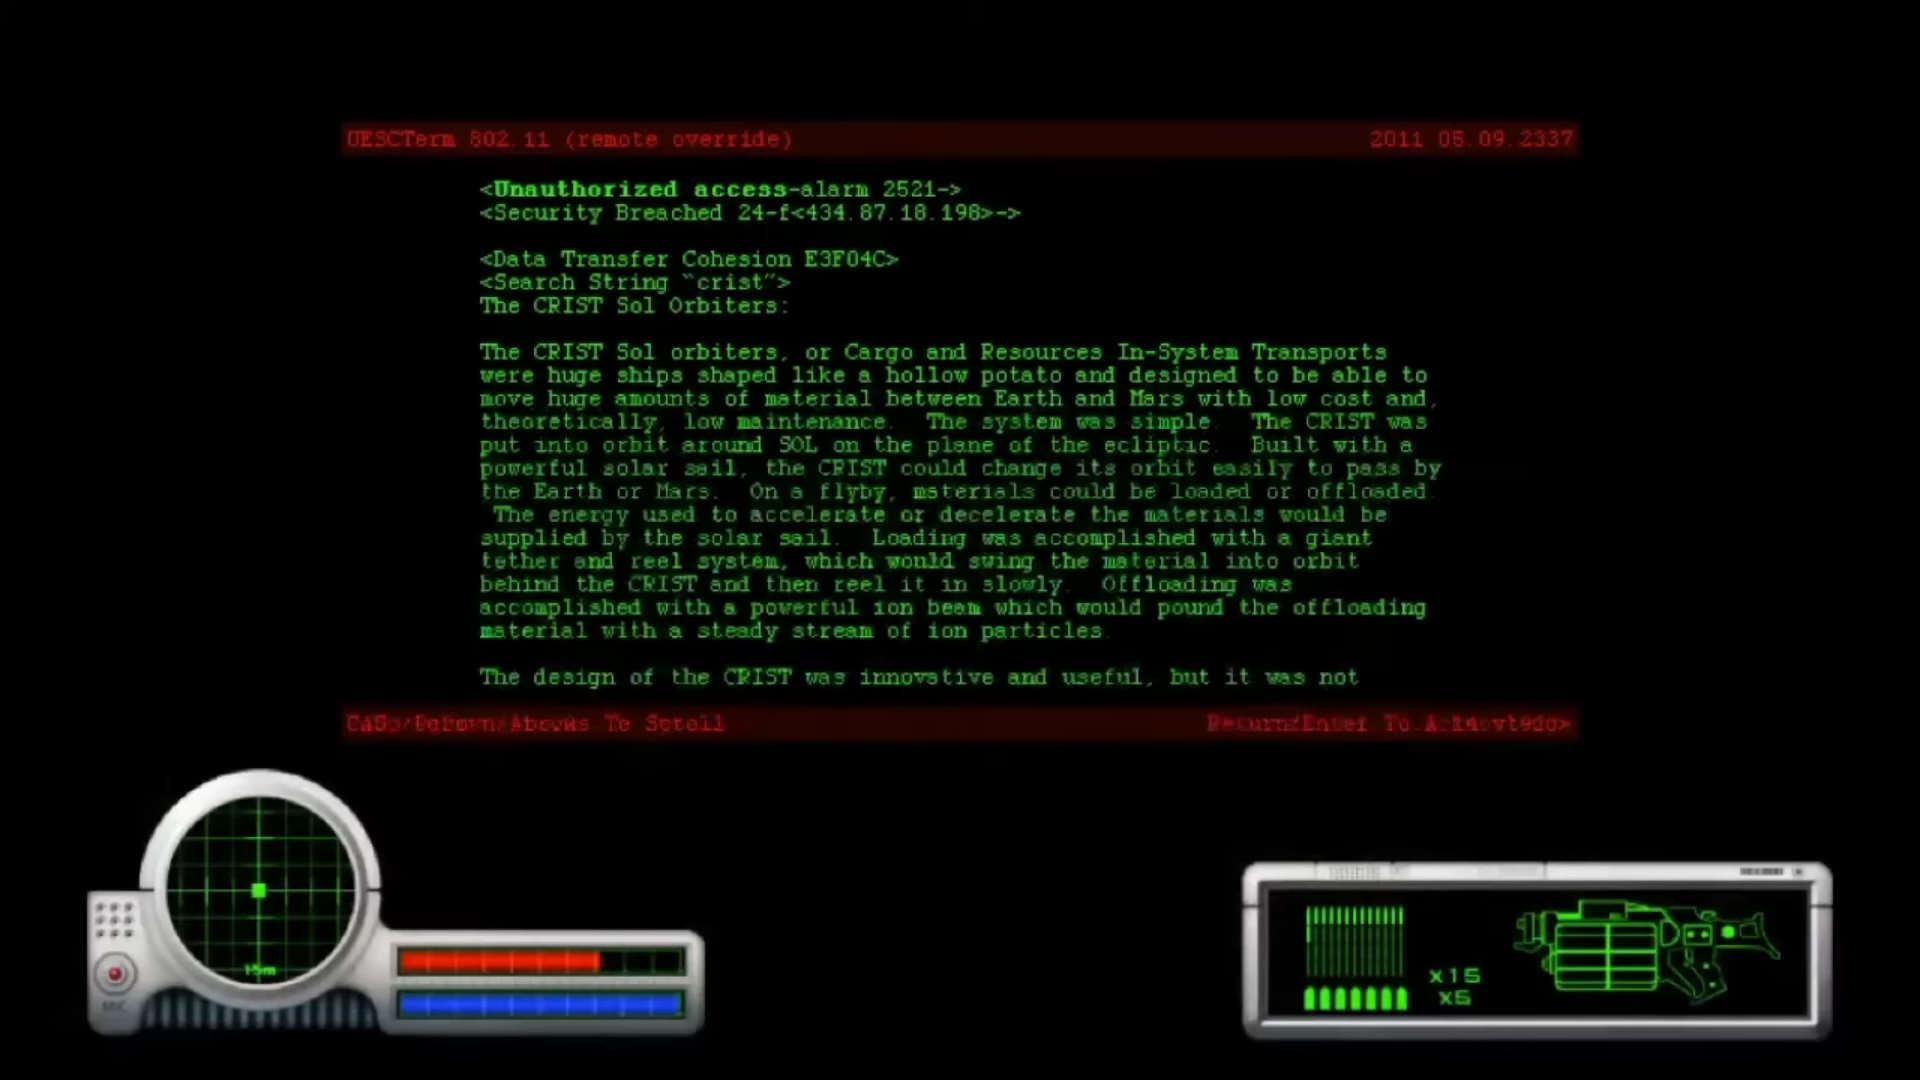 UESCTerm 802.11 (remote override) 2011 05.09.2337
<Unauthorized access-alarm 2521->
<Security Breached 24-f<434.87.18.198>->
<Data Transfer Cohesion E3F04C>
<Search String "crist">
The CRIST Sol Orbiters:
The CRIST Sol orbiters, or Cargo and Resources In-System Transports
were huge ships shaped like a hollow potato and designed to be able to
move huge amounts of material between Earth and Mars with low cost and,
theoretically, low maintenance. The system was simple. The CRIST was
put into orbit around SOL on the plane of the ecliptic. Built with a
powerful solar sail, the CRIST could change its orbit easily to pass by
the Earth or Mars. On a flyby, materials could be loaded or offloaded.
The energy used to accelerate or decelerate the materials would be
supplied by the solar sail. Loading was accomplished with a giant
tether and reel system, which would swing the material into orbit
behind the CRIST and then reel it in slowly. Offloading was
accomplished with a powerful ion beam which would pound the offloading
material with a steady stream of ion particles.
The design of the CRIST was innovative and useful, but it was not
To Scroll Return/Enter To
15m
x15
x5